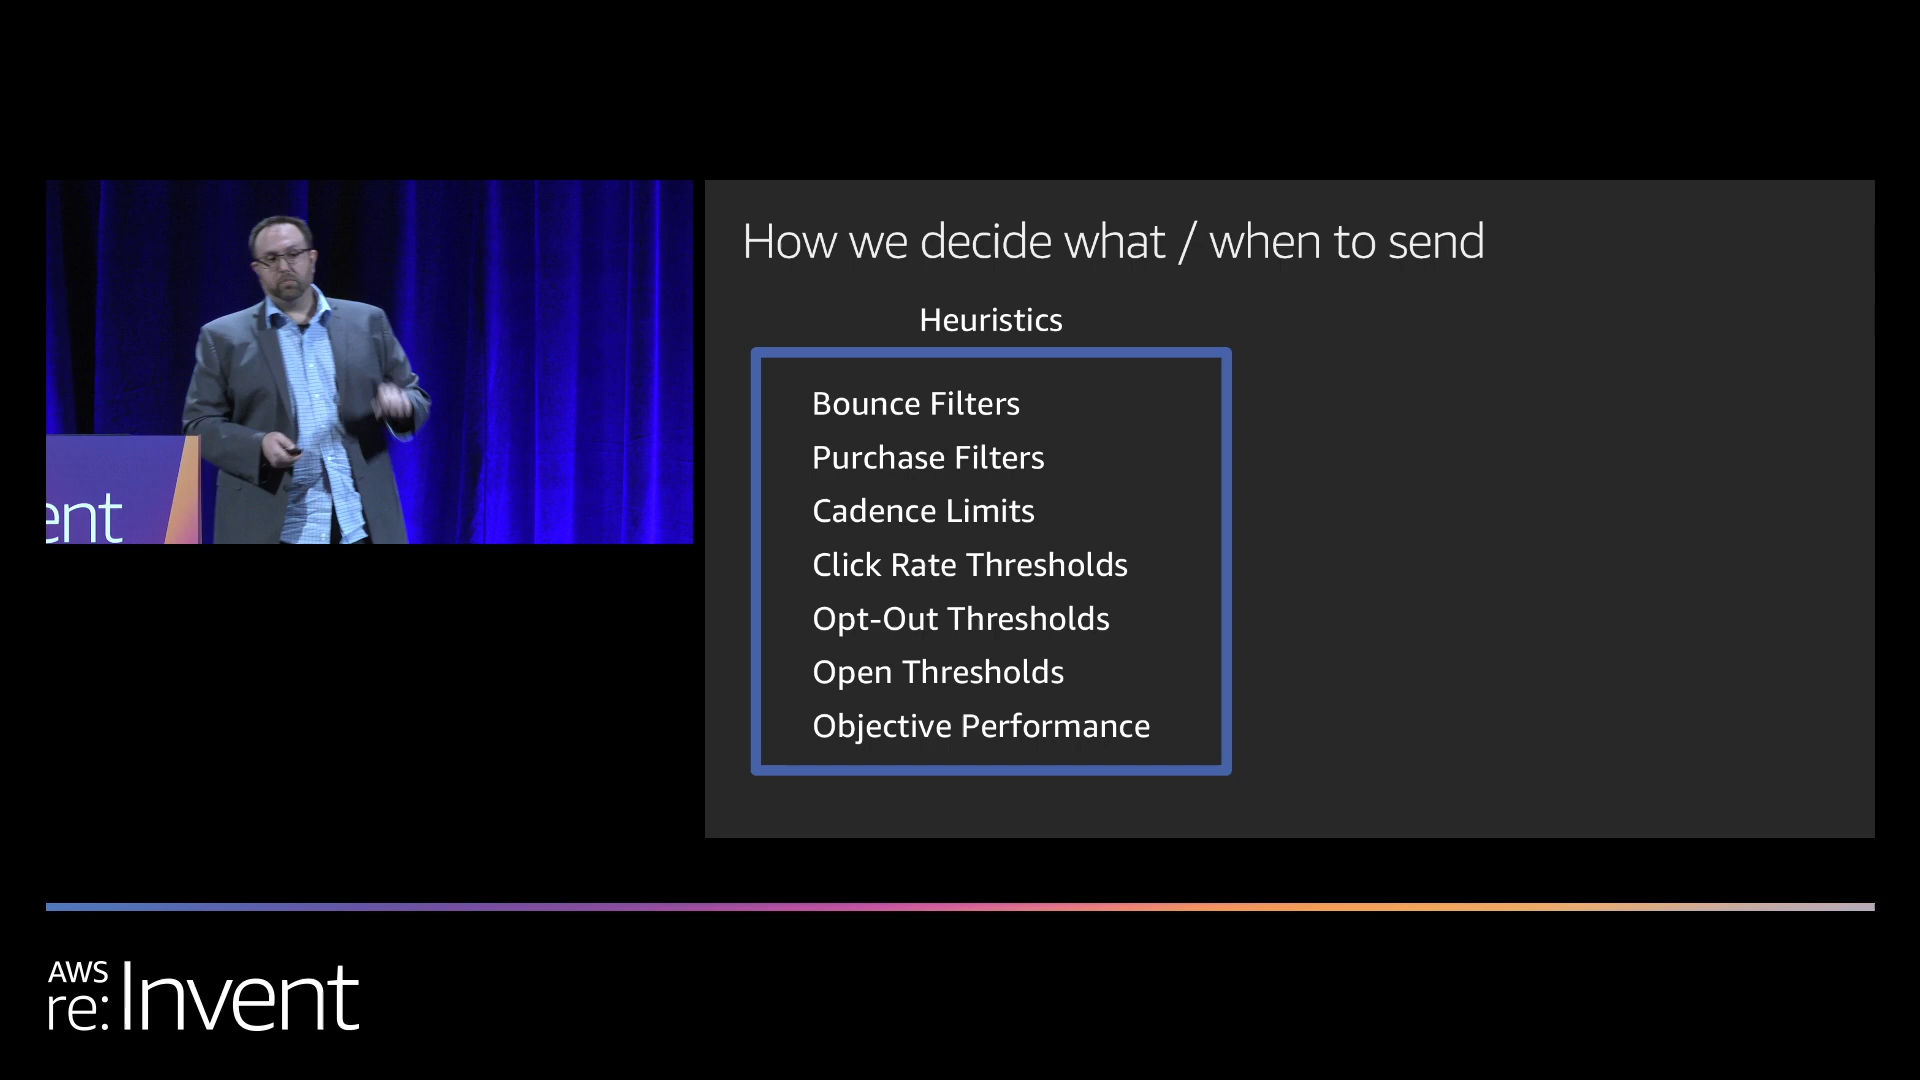 How we decide what / when to send
Heuristics
Bounce Filters
Purchase Filters
Cadence Limits
Click Rate Thresholds
Opt-Out Thresholds
Open Thresholds
Objective Performance
ent
AWS
re:Invent